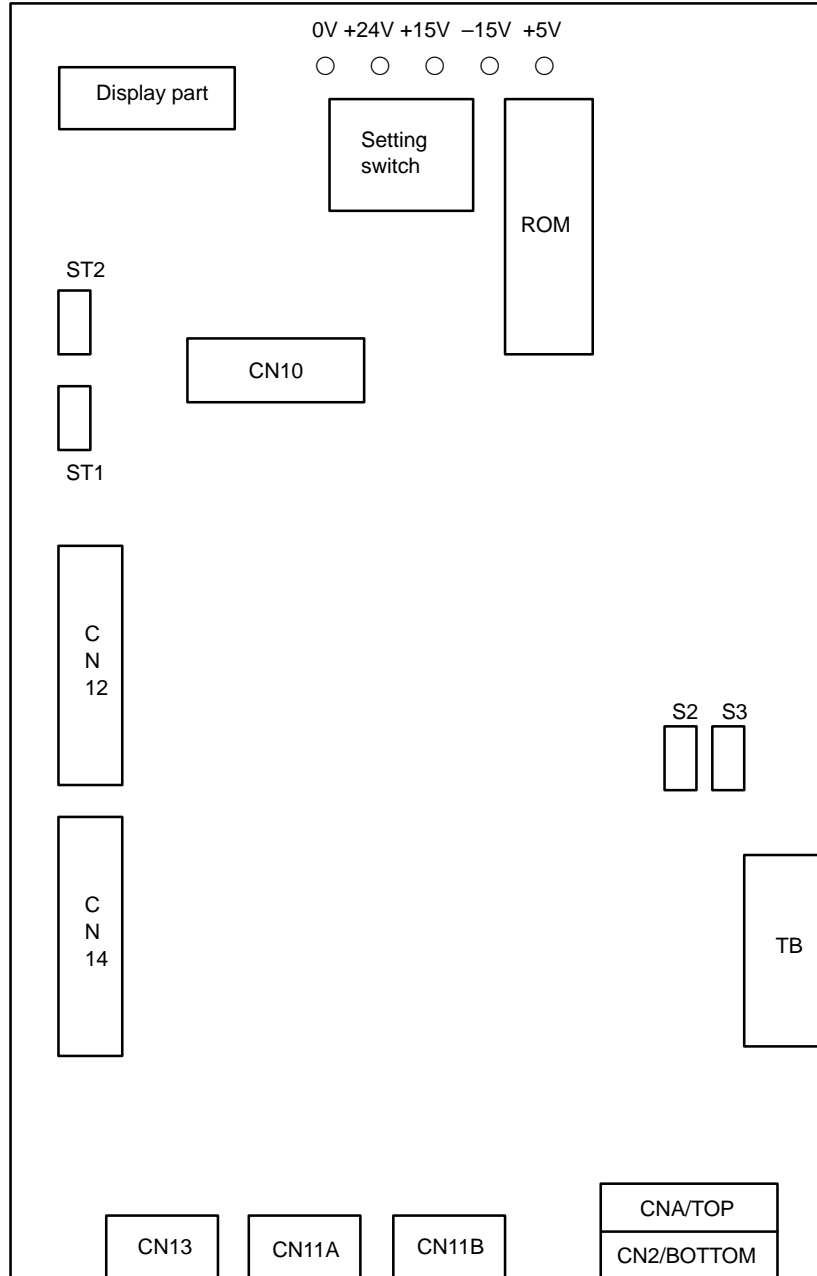 0V +24V +15V –15V +5V
Display part
Setting
switch
ROM
ST2
CN10
ST1
C
N
12
S2 S3
C
N
14
TB
CNA/TOP
CN13 CN11A CN11B
CN2/BOTTOM